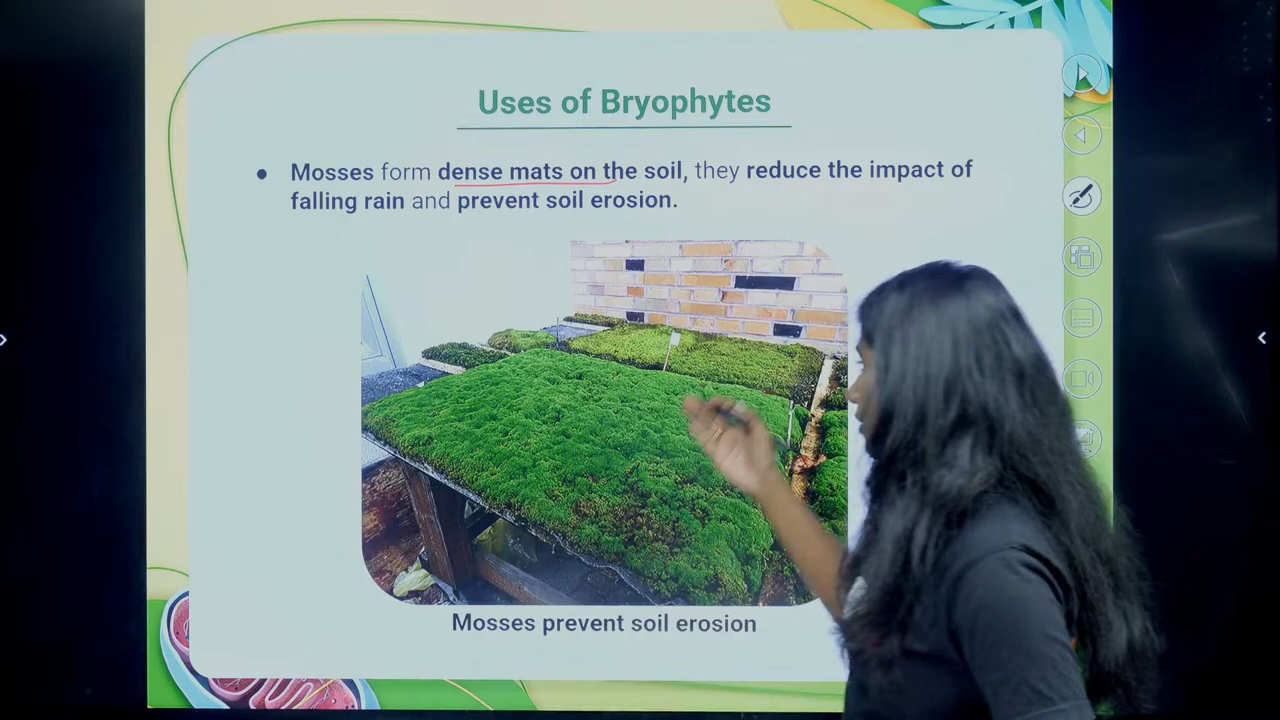 Uses of Bryophytes
● Mosses form dense mats on the soil, they reduce the impact of
falling rain and prevent soil erosion.
Mosses prevent soil erosion